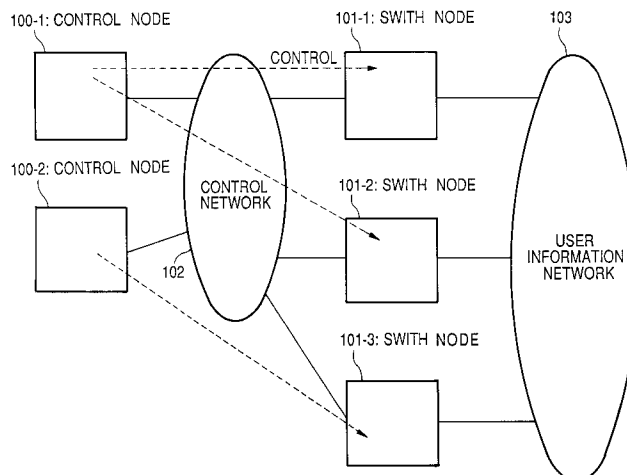 100-1: CONTROL NODE
101-1: SWITH NODE
103
CONTROL
100-2: CONTROL NODE
CONTROL
NETWORK
101-2: SWITH NODE
102
USER
INFORMATION
NETWORK
101-3: SWITH NODE